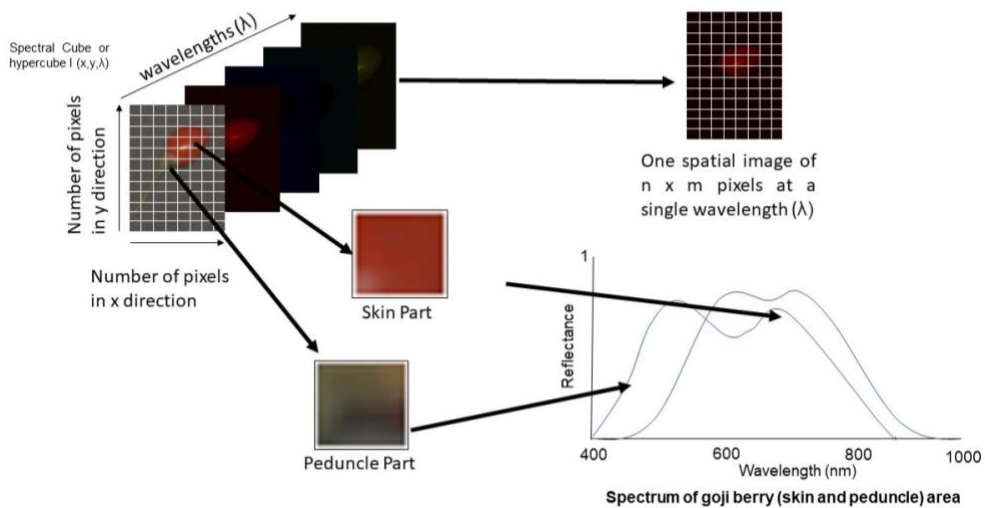 Spectral Cube or
hypercube I (x,y,λ)
wavelengths (λ)
Number of pixels
in y direction
Number of pixels
in x direction
One spatial image of
n x m pixels at a
single wavelength (λ)
Skin Part
Peduncle Part
1
Reflectance
400
600
800
1000
Wavelength (nm)
Spectrum of goji berry (skin and peduncle) area